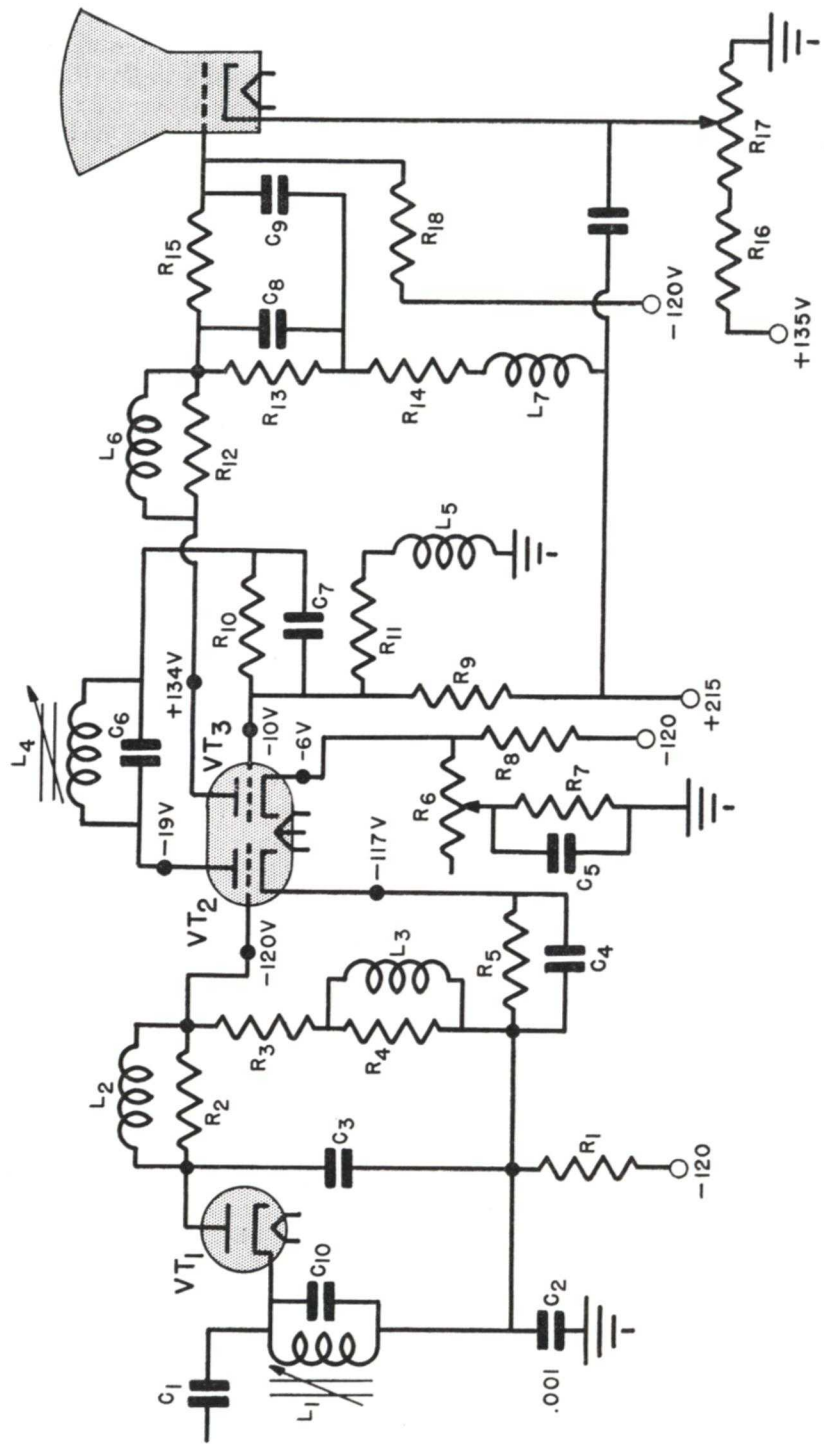 C1
L1
C10
VT1
C2
.001
L2
R2
C3
R1
-120
R3
R4
L3
-120V
VT2
R5
C4
-117V
-19V
L4
C6
VT3
+134V
-10V
-6V
R6
C5
R7
R8
-120
+215
R9
R10
C7
R11
L5
L6
R12
R13
C8
R14
L7
R15
C9
R18
-120V
+135V
R16
R17